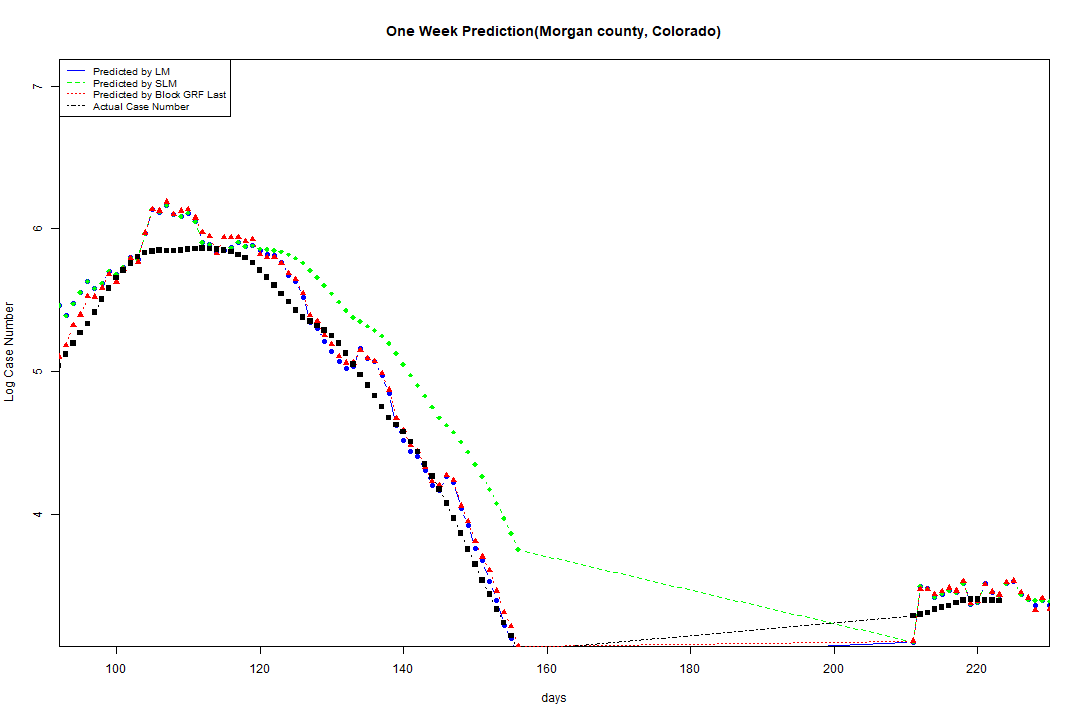 One Week Prediction(Morgan county, Colorado)
Predicted by LM
Predicted by SLM
Predicted by Block GRF Last
Actual Case Number
7
6
5
4
Log Case Number
100 120 140 160 180 200 220
days